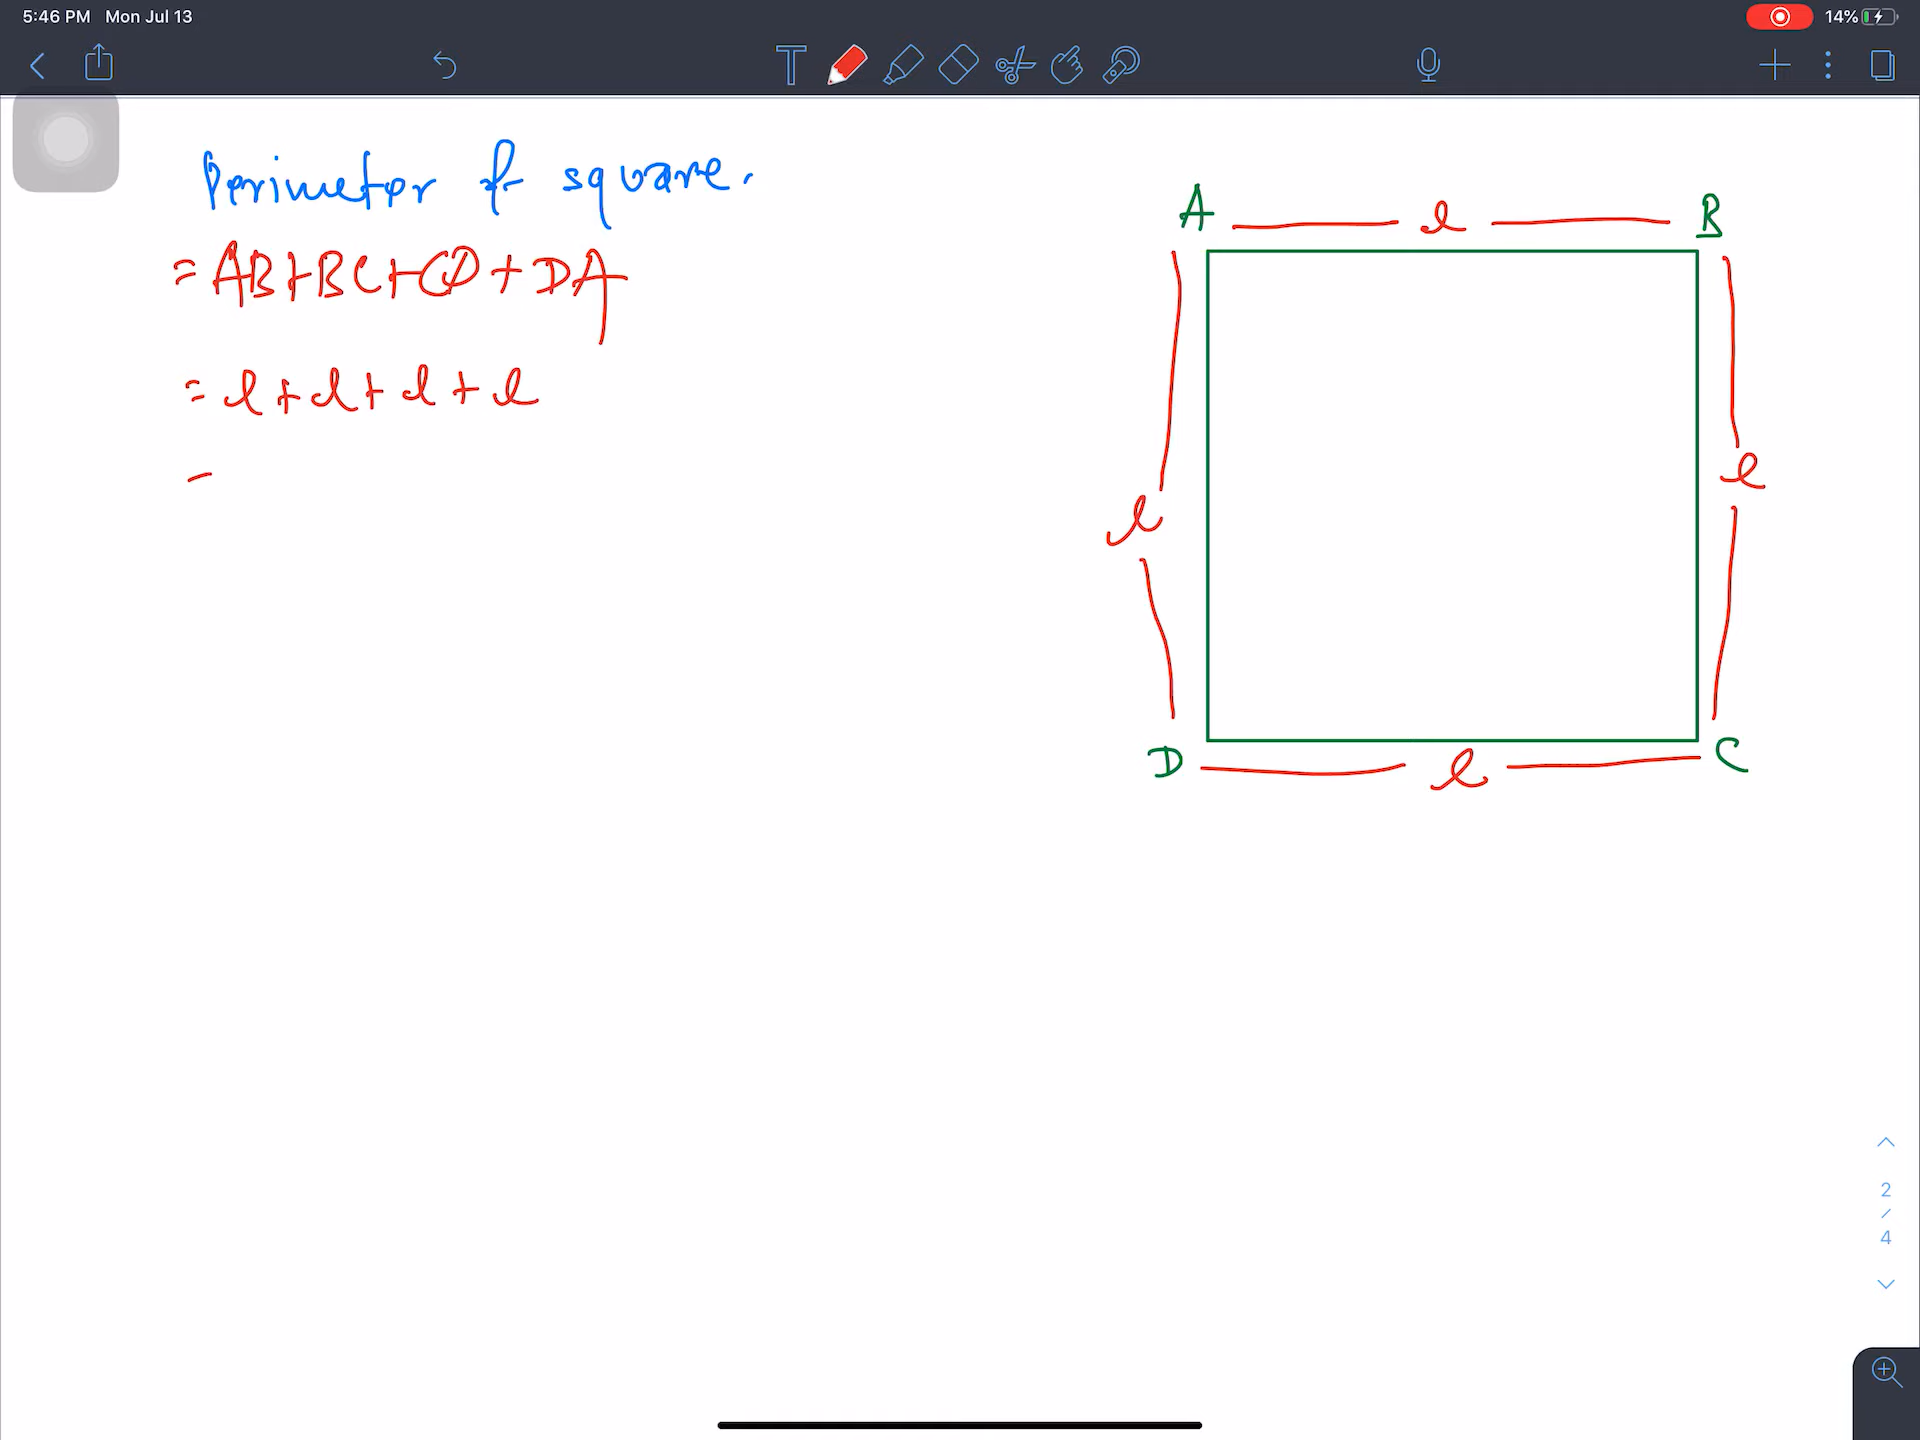 5:46 PM Mon Jul 13
14%
T
Perimeter of square.
= AB+BC+CD+DA
= l+l+l+l
-
A l B
l
l
D l C
2
/
4